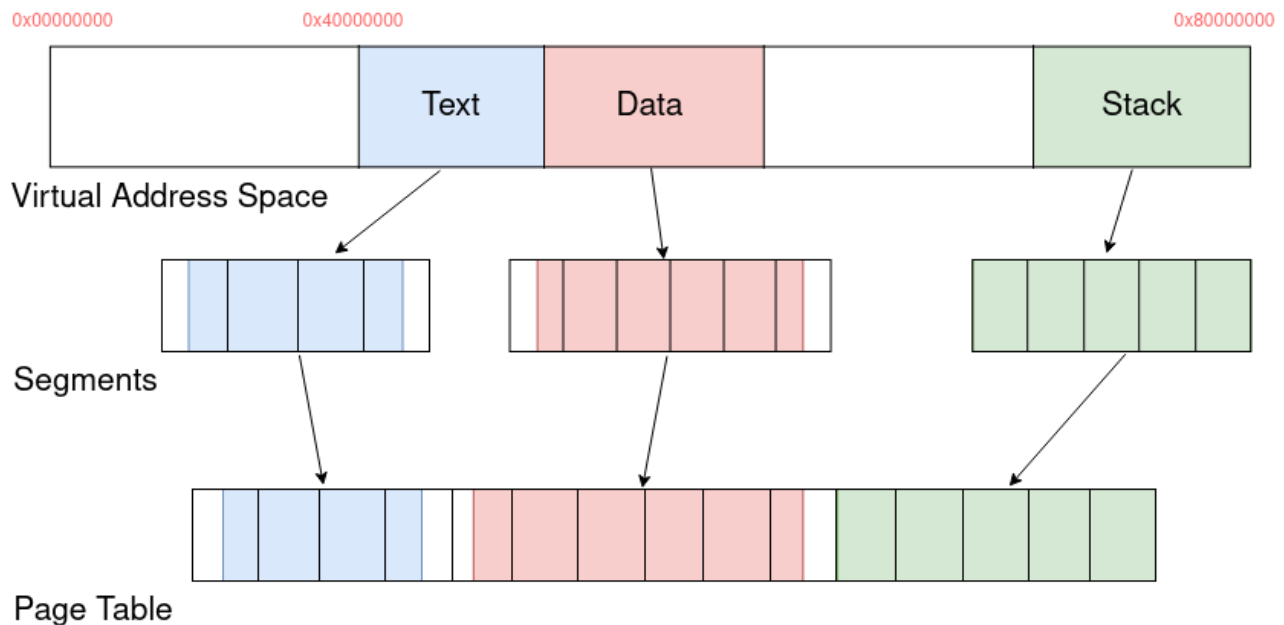 0x00000000
0x40000000
0x80000000
Text
Data
Stack
Virtual Address Space
Segments
Page Table